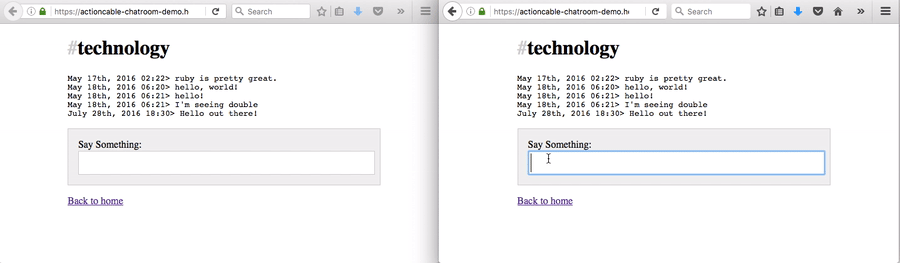 https://actioncable-chatroom-demo.he
Search
#technology
May 17th, 2016 02:22> ruby is pretty great.
May 18th, 2016 06:20> hello, world!
May 18th, 2016 06:21> hello!
May 18th, 2016 06:21> I'm seeing double
July 28th, 2016 18:30> Hello out there!
Say Something:
Back to home
https://actioncable-chatroom-demo.he
Search
#technology
May 17th, 2016 02:22> ruby is pretty great.
May 18th, 2016 06:20> hello, world!
May 18th, 2016 06:21> hello!
May 18th, 2016 06:21> I'm seeing double
July 28th, 2016 18:30> Hello out there!
Say Something:
Back to home